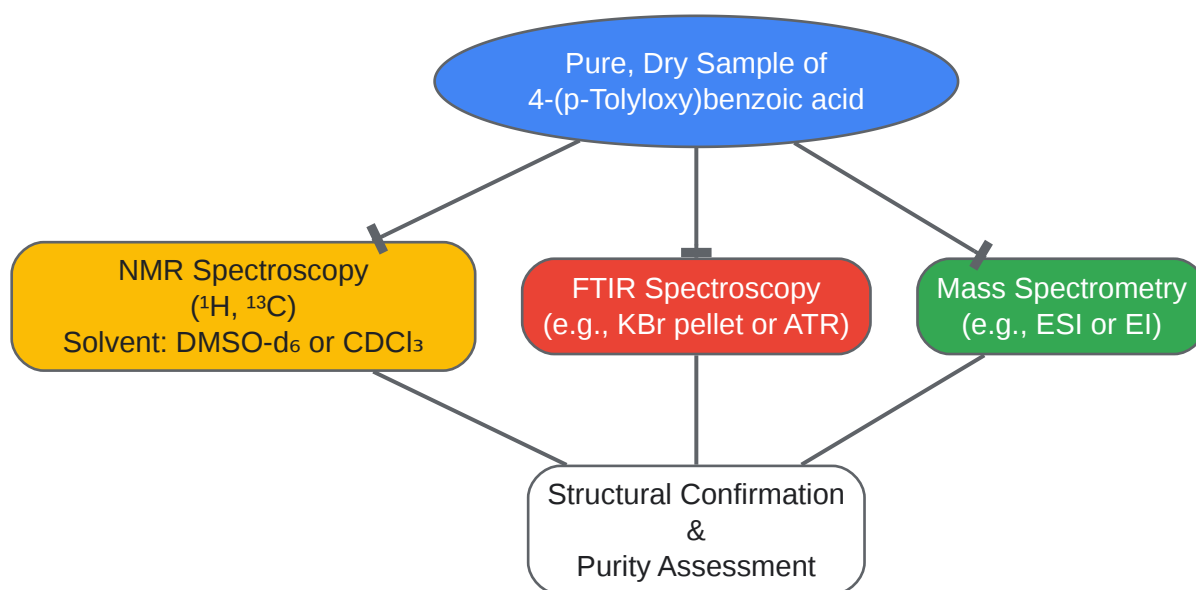 Pure, Dry Sample of
4-(p-Tolyloxy)benzoic acid
NMR Spectroscopy
(¹H, ¹³C)
Solvent: DMSO-d₆ or CDCl₃
FTIR Spectroscopy
(e.g., KBr pellet or ATR)
Mass Spectrometry
(e.g., ESI or EI)
Structural Confirmation
&
Purity Assessment